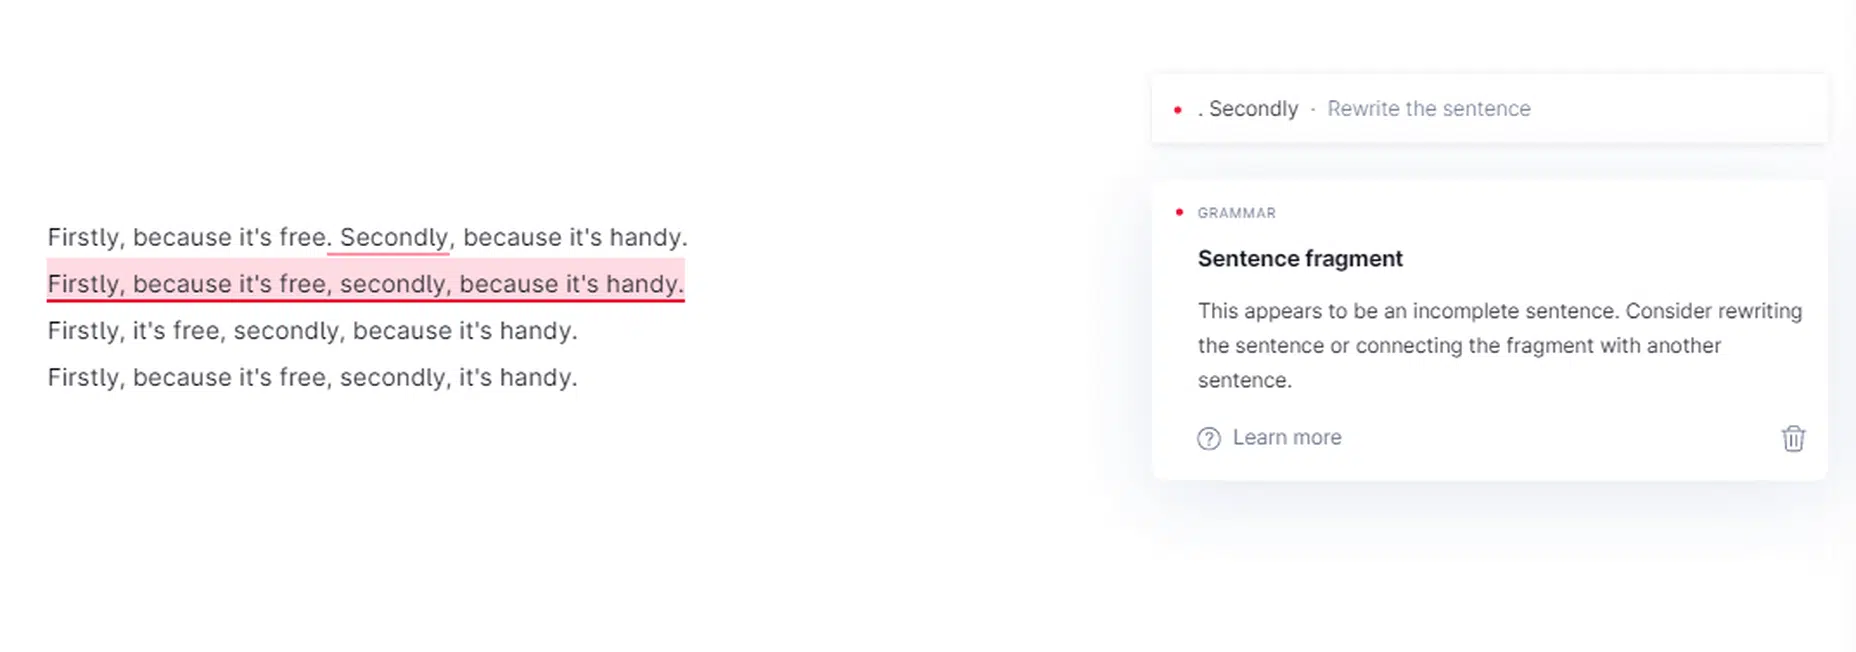 Firstly, because it's free. Secondly, because it's handy.
Firstly, because it's free, secondly, because it's handy.
Firstly, it's free, secondly, because it's handy.
Firstly, because it's free, secondly, it's handy.
. Secondly · Rewrite the sentence
GRAMMAR
Sentence fragment
This appears to be an incomplete sentence. Consider rewriting
the sentence or connecting the fragment with another
sentence.
Learn more